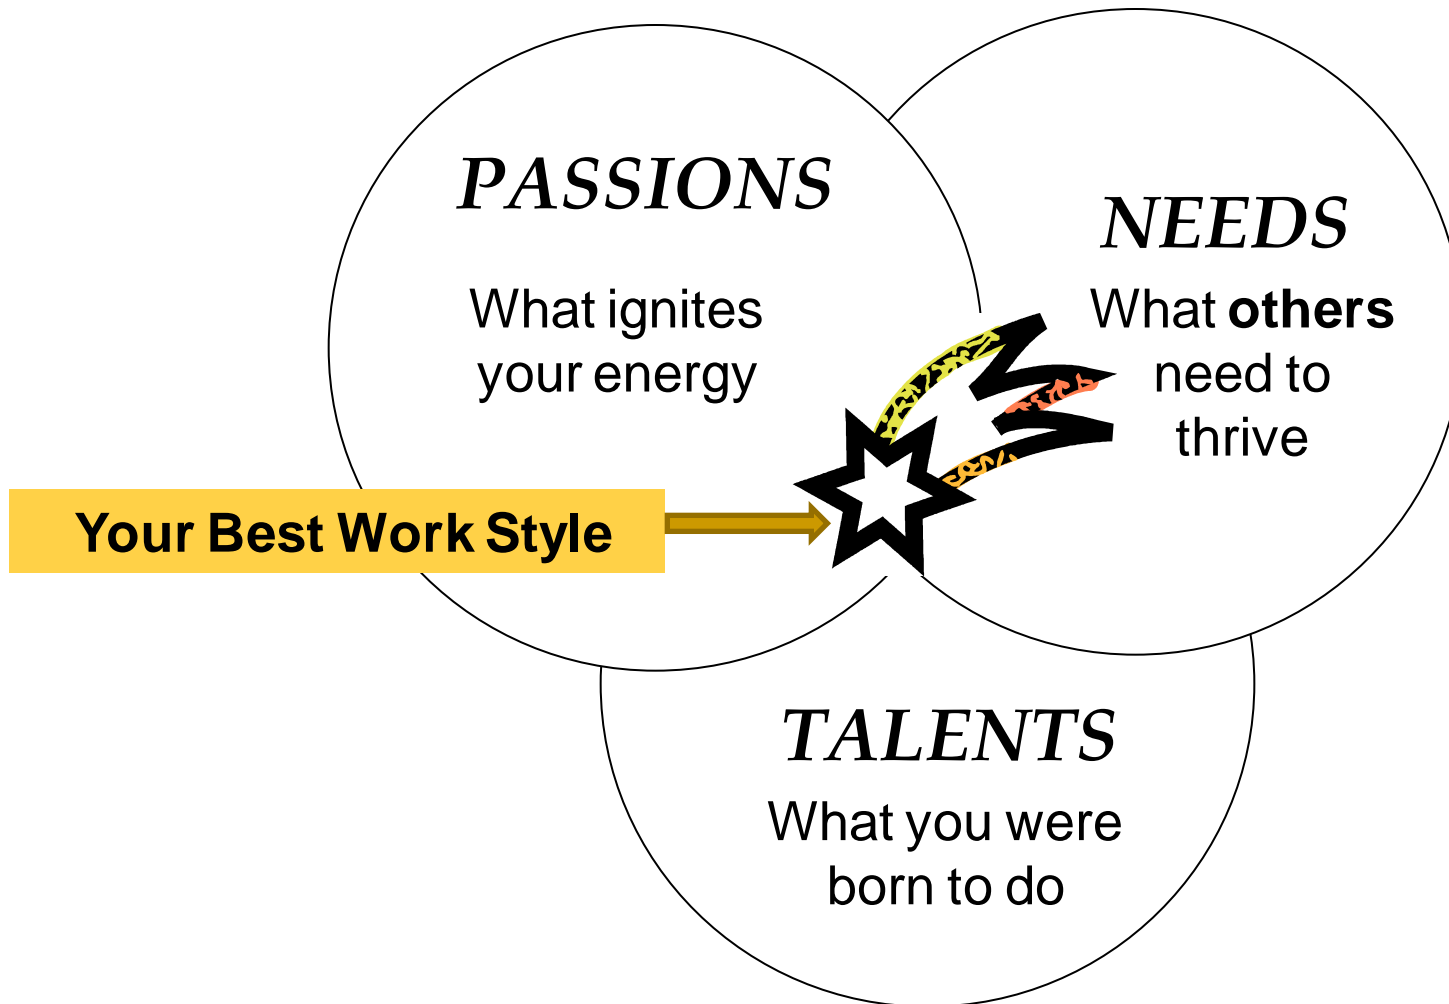 PASSIONS
What ignites
your energy
NEEDS
What others
need to
thrive
Your Best Work Style
TALENTS
What you were
born to do